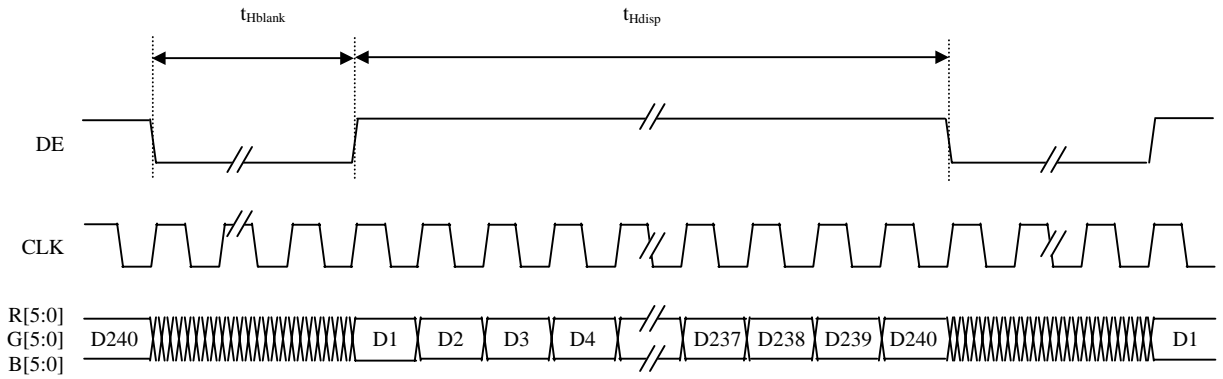 tHblank
tHdisp
DE
CLK
R[5:0]
G[5:0]
B[5:0]
D240 D1 D2 D3 D4 D237 D238 D239 D240 D1